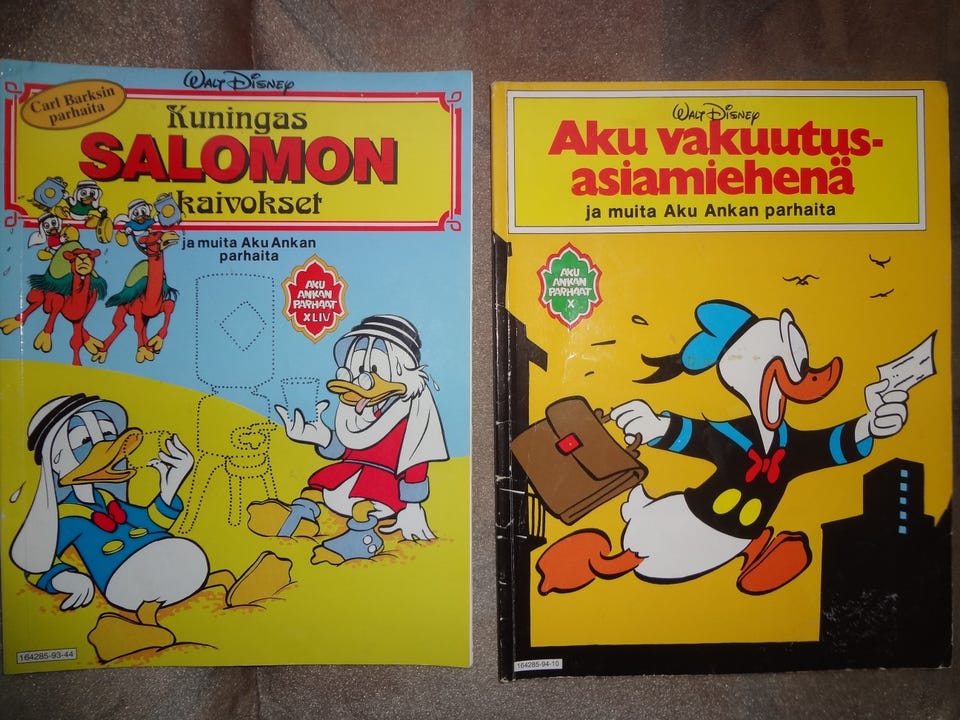 WALT DISNEY
Carl Barksin
parhaita
Kuningas
SALOMON
kaivokset
ja muita Aku Ankan
parhaita
AKU
ANKAN
PARHAAT
XLIV
164285-93-44
WALT DISNEY
Aku vakuutus-
asiamiehenä
ja muita Aku Ankan parhaita
AKU
ANKAN
PARHAAT
X
164285-94-10